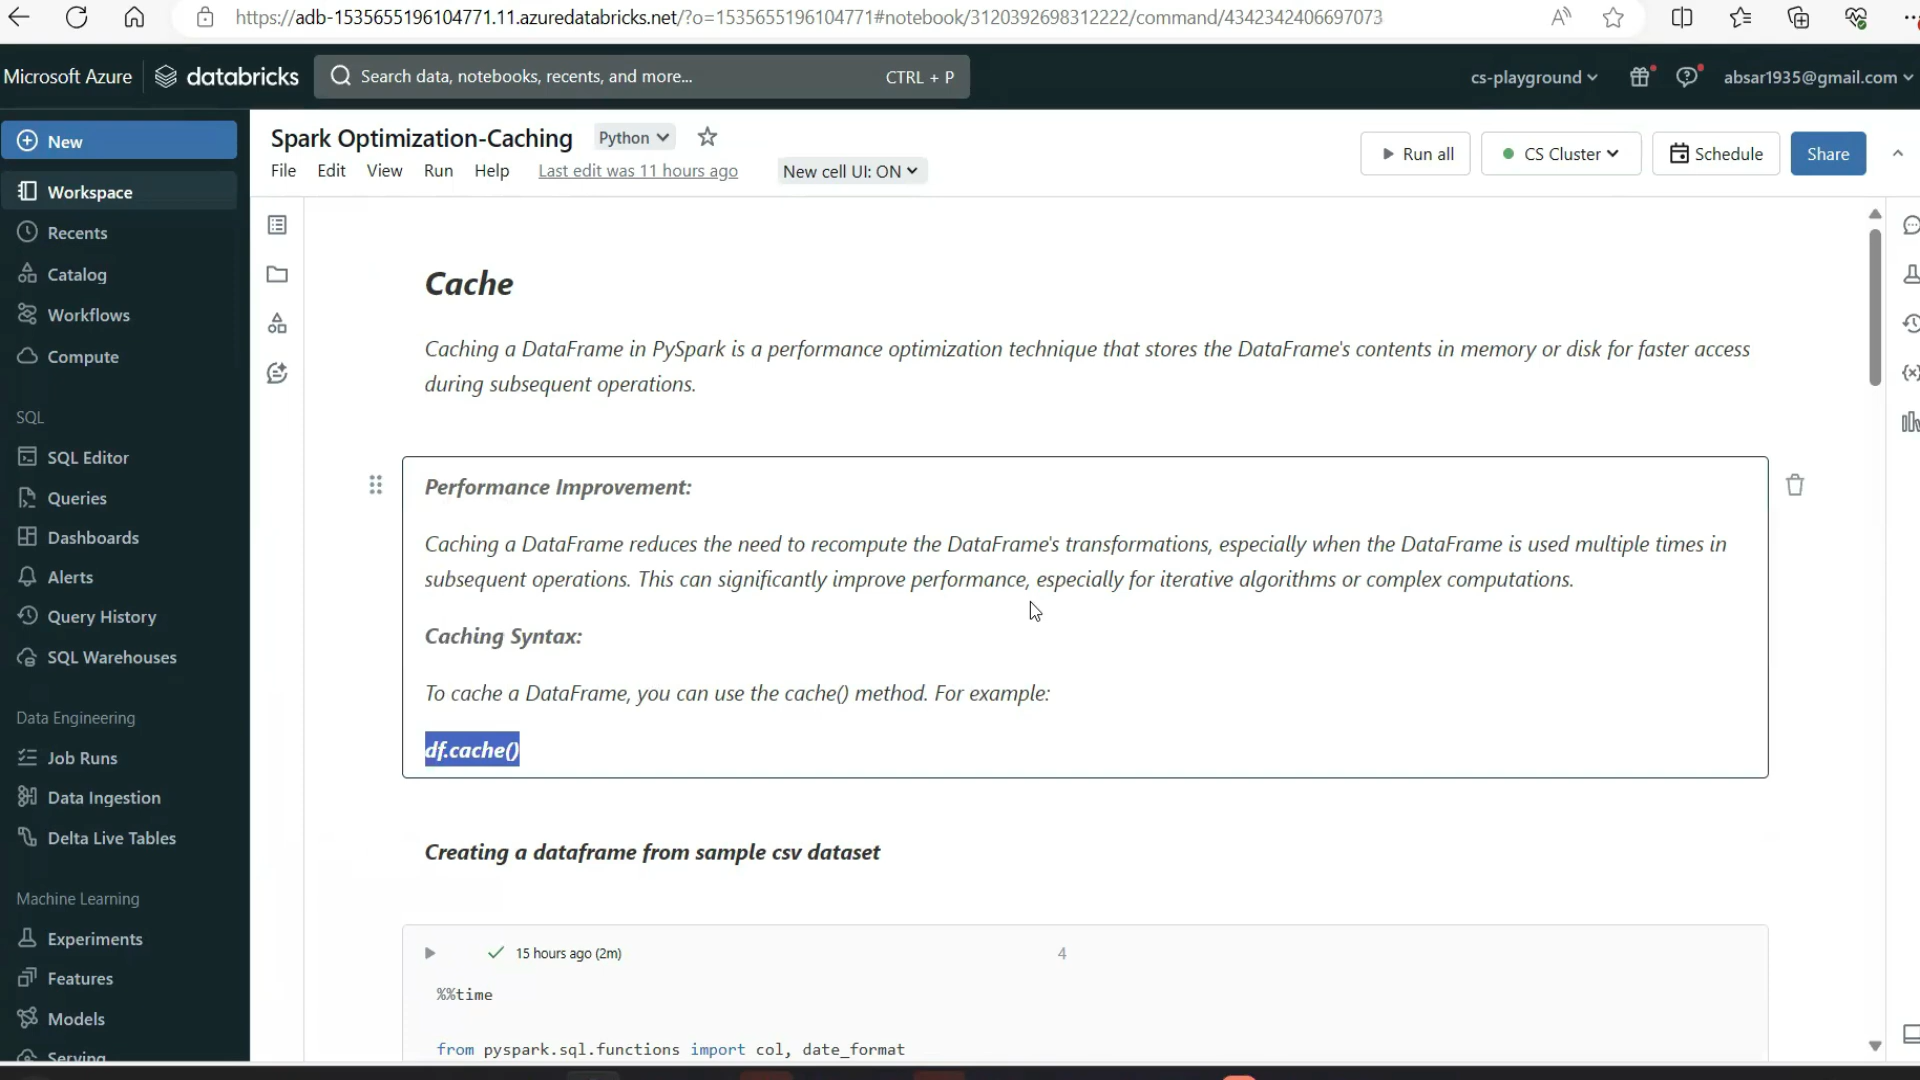 https://adb-1535655196104771.11.azuredatabricks.net/?o=1535655196104771#notebook/3120392698312222/command/4342342406697073
Microsoft Azure
databricks
Search data, notebooks, recents, and more...
CTRL + P
cs-playground
absar1935@gmail.com
New
Workspace
Recents
Catalog
Workflows
Compute
SQL
SQL Editor
Queries
Dashboards
Alerts
Query History
SQL Warehouses
Data Engineering
Job Runs
Data Ingestion
Delta Live Tables
Machine Learning
Experiments
Features
Models
Serving
Spark Optimization-Caching
Python
File Edit View Run Help Last edit was 11 hours ago New cell UI: ON
Run all
CS Cluster
Schedule
Share
Cache
Caching a DataFrame in PySpark is a performance optimization technique that stores the DataFrame's contents in memory or disk for faster access
during subsequent operations.
Performance Improvement:
Caching a DataFrame reduces the need to recompute the DataFrame's transformations, especially when the DataFrame is used multiple times in
subsequent operations. This can significantly improve performance, especially for iterative algorithms or complex computations.
Caching Syntax:
To cache a DataFrame, you can use the cache() method. For example:
df.cache()
Creating a dataframe from sample csv dataset
15 hours ago (2m)
4
%%time
from pyspark.sql.functions import col, date_format